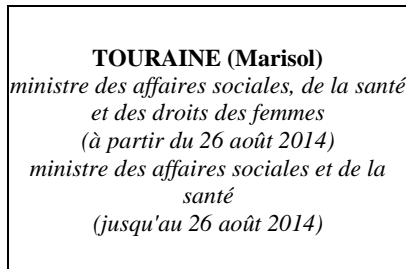 TOURAINE (Marisol)
ministre des affaires sociales, de la santé
et des droits des femmes
(à partir du 26 août 2014)
ministre des affaires sociales et de la
santé
(jusqu'au 26 août 2014)